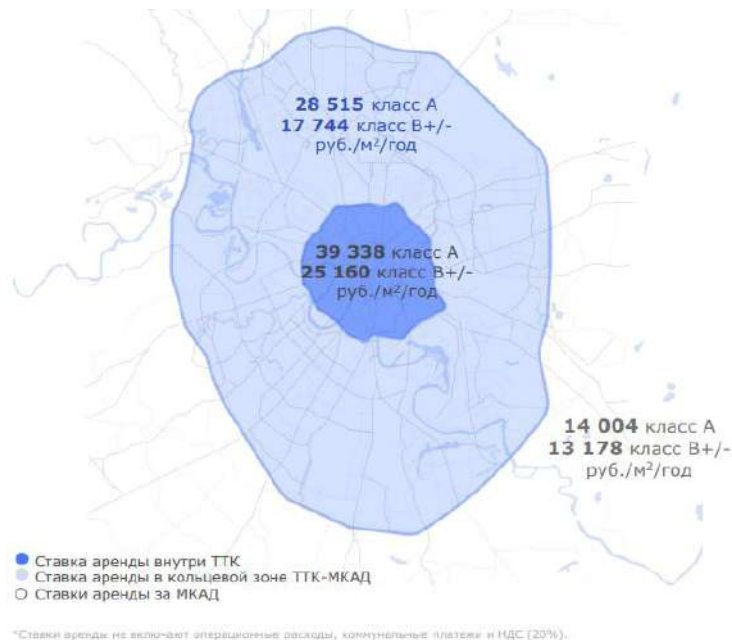 28 515 класс А
17 744 класс В+/-
руб./м²/год
39 338 класс А
25 160 класс В+/-
руб./м²/год
14 004 класс А
13 178 класс В+/-
руб./м²/год
Ставка аренды внутри ТТК
Ставка аренды в кольцевой зоне ТТК-МКАД
Ставки аренды за МКАД
*Ставки аренды не включают операционные расходы, коммунальные платежи и НДС (20%).